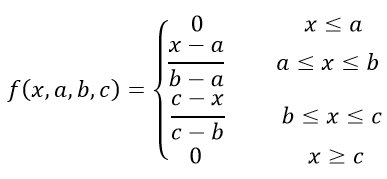 f(x, a, b, c) = { 0    x ≤ a
(x − a)/(b − a)    a ≤ x ≤ b
(c − x)/(c − b)    b ≤ x ≤ c
0    x ≥ c